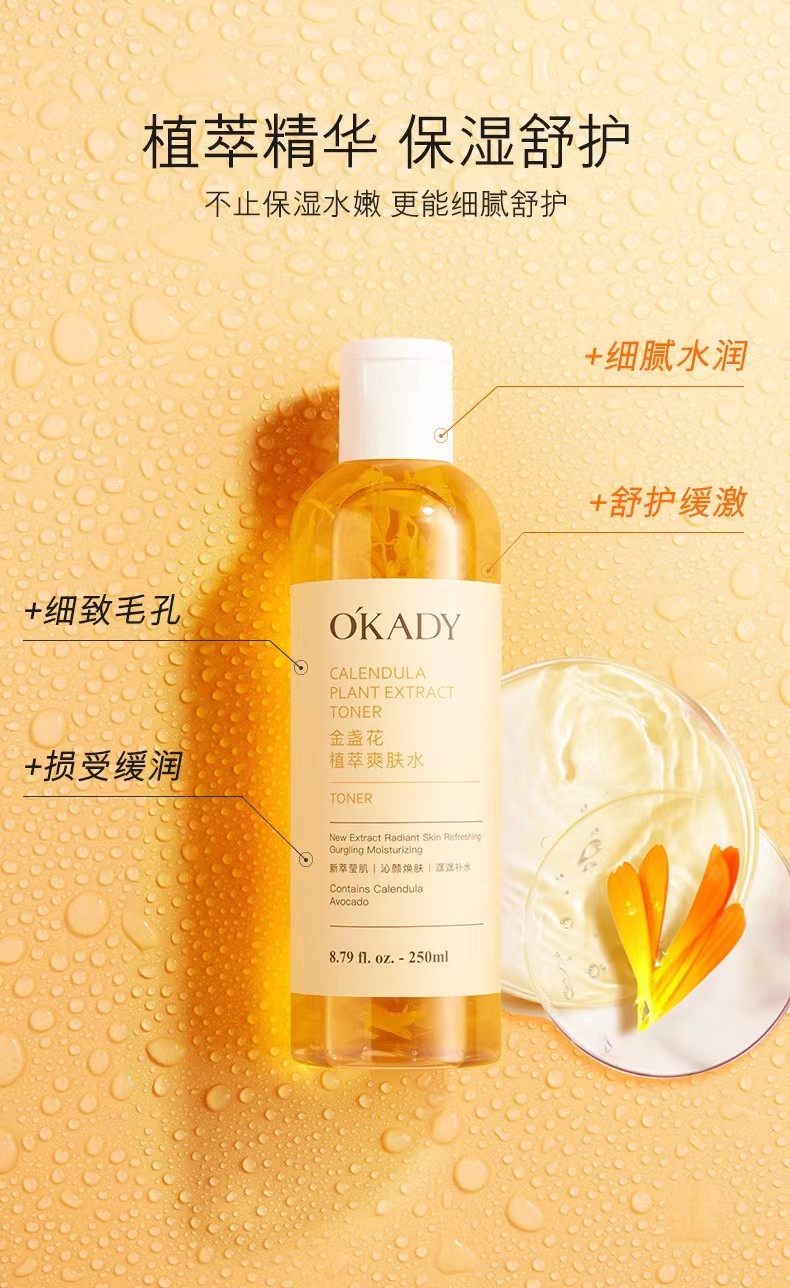 植萃精华 保湿舒护
不止保湿水嫩 更能细腻舒护
+细腻水润
+舒护缓激
+细致毛孔
+损受缓润
O'KADY
CALENDULA
PLANT EXTRACT
TONER
金盏花
植萃爽肤水
TONER
New Extract Radiant Skin Refreshing
Gurgling Moisturizing
新萃莹肌 | 沁颜焕肤 | 潺潺补水
Contains Calendula
Avocado
8.79 fl. oz. - 250ml